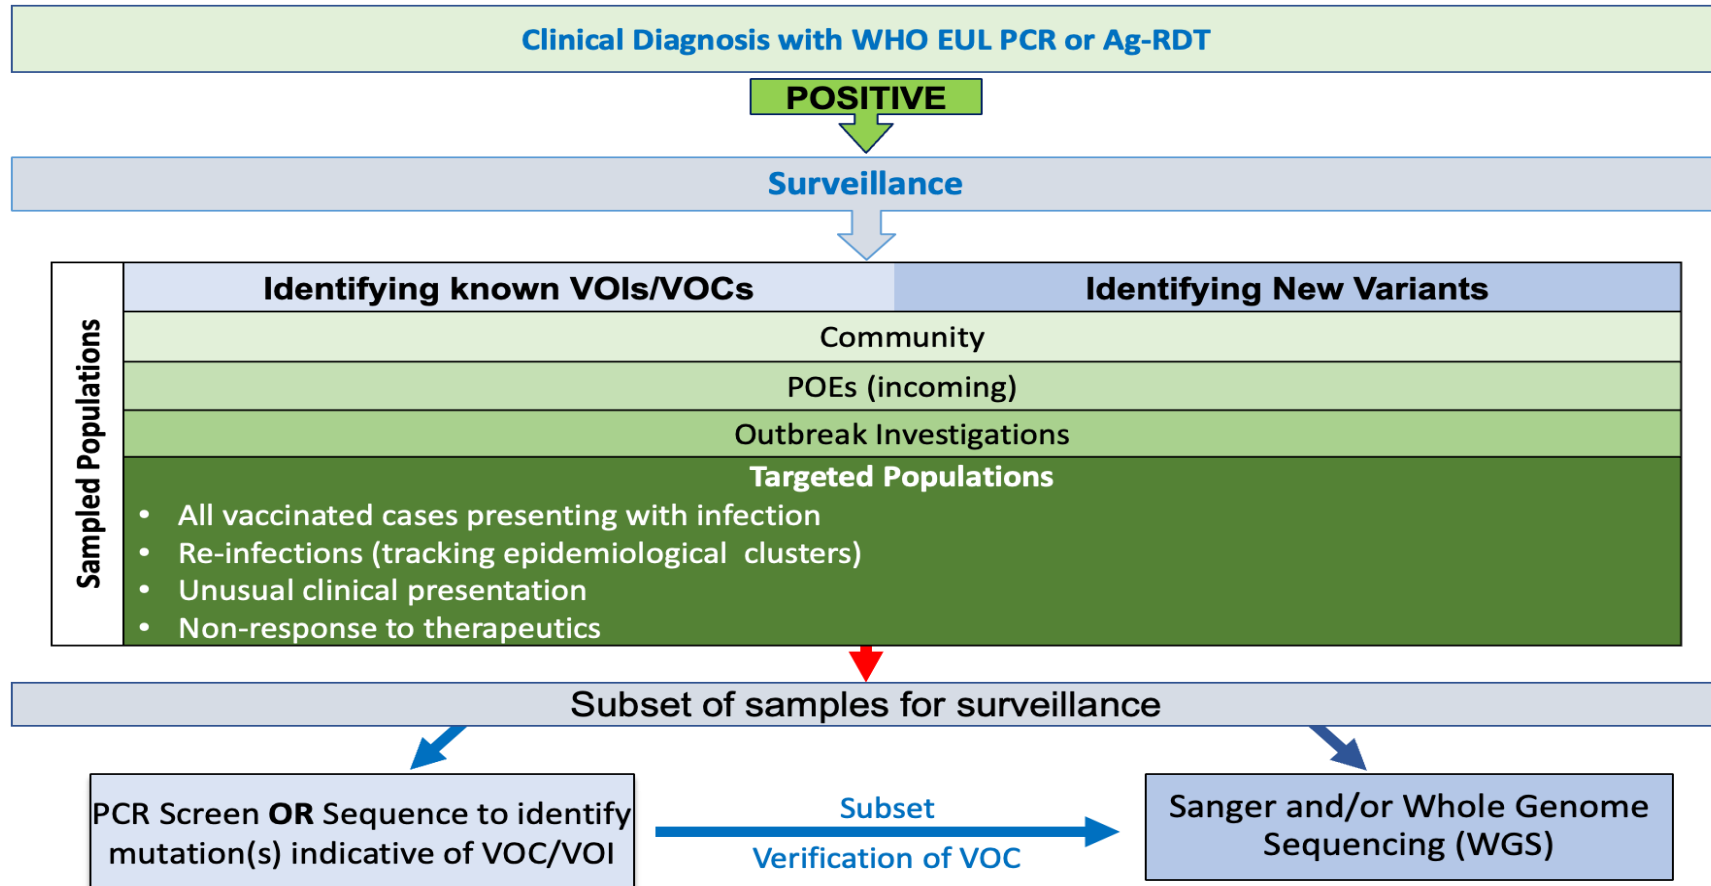 Clinical Diagnosis with WHO EUL PCR or Ag-RDT
POSITIVE
Surveillance
Sampled Populations
Identifying known VOIs/VOCs
Identifying New Variants
Community
POEs (incoming)
Outbreak Investigations
Targeted Populations
• All vaccinated cases presenting with infection
• Re-infections (tracking epidemiological clusters)
• Unusual clinical presentation
• Non-response to therapeutics
Subset of samples for surveillance
PCR Screen OR Sequence to identify
mutation(s) indicative of VOC/VOI
Subset
Verification of VOC
Sanger and/or Whole Genome
Sequencing (WGS)